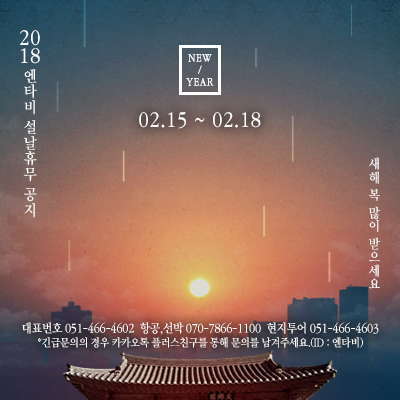 2018 엔타비 설날휴무 공지
NEW
/
YEAR
02.15 ~ 02.18
새해 복 많이 받으세요
대표번호 051-466-4602 항공,선박 070-7866-1100 현지투어 051-466-4603
*긴급문의의 경우 카카오톡 플러스친구를 통해 문의를 남겨주세요.(ID : 엔타비)